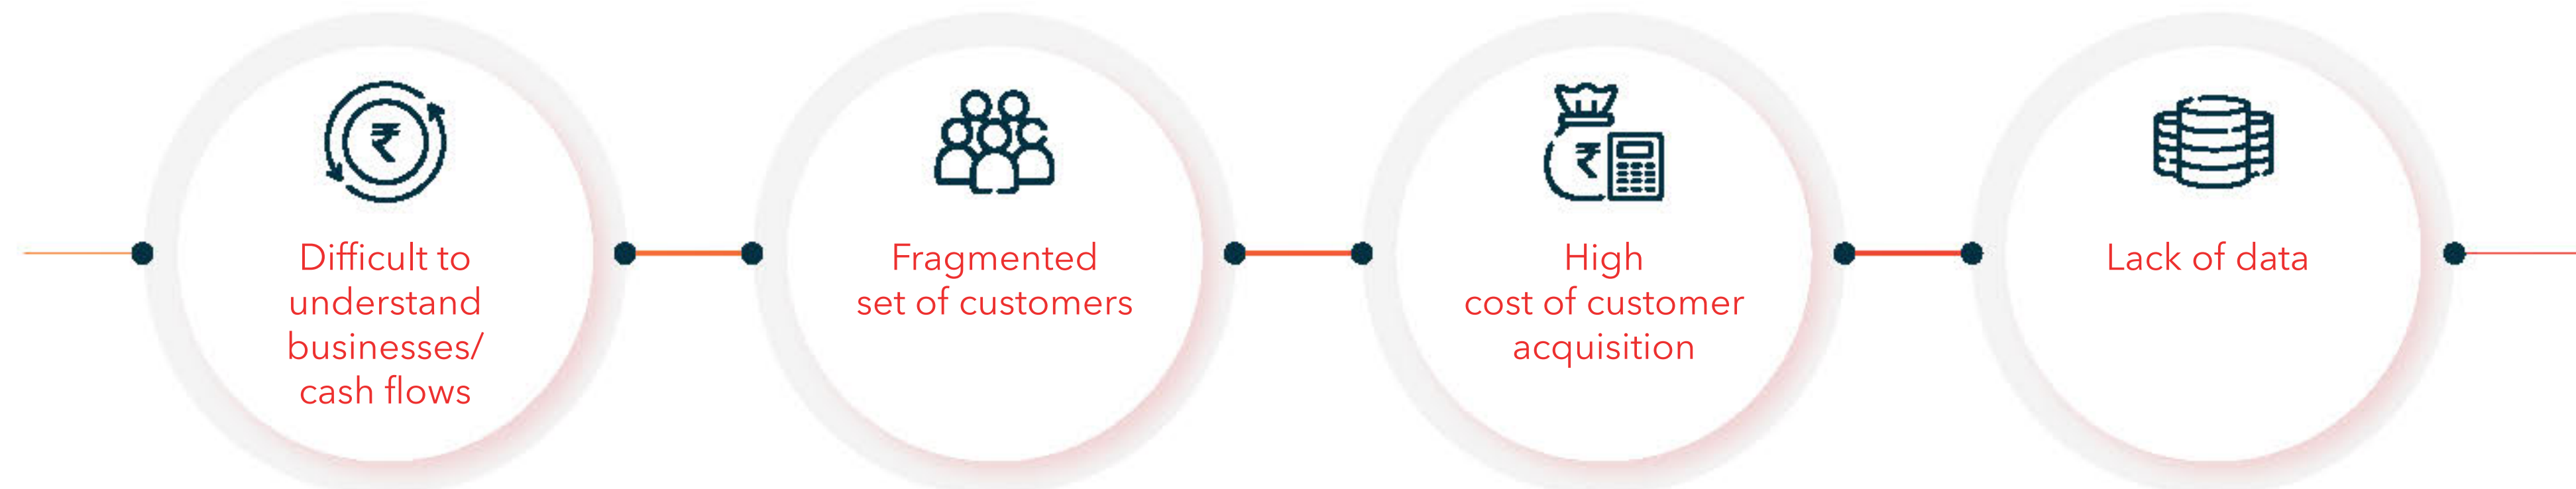 ₹
Difficult to
understand
businesses/
cash flows
Fragmented
set of customers
₹
High
cost of customer
acquisition
Lack of data